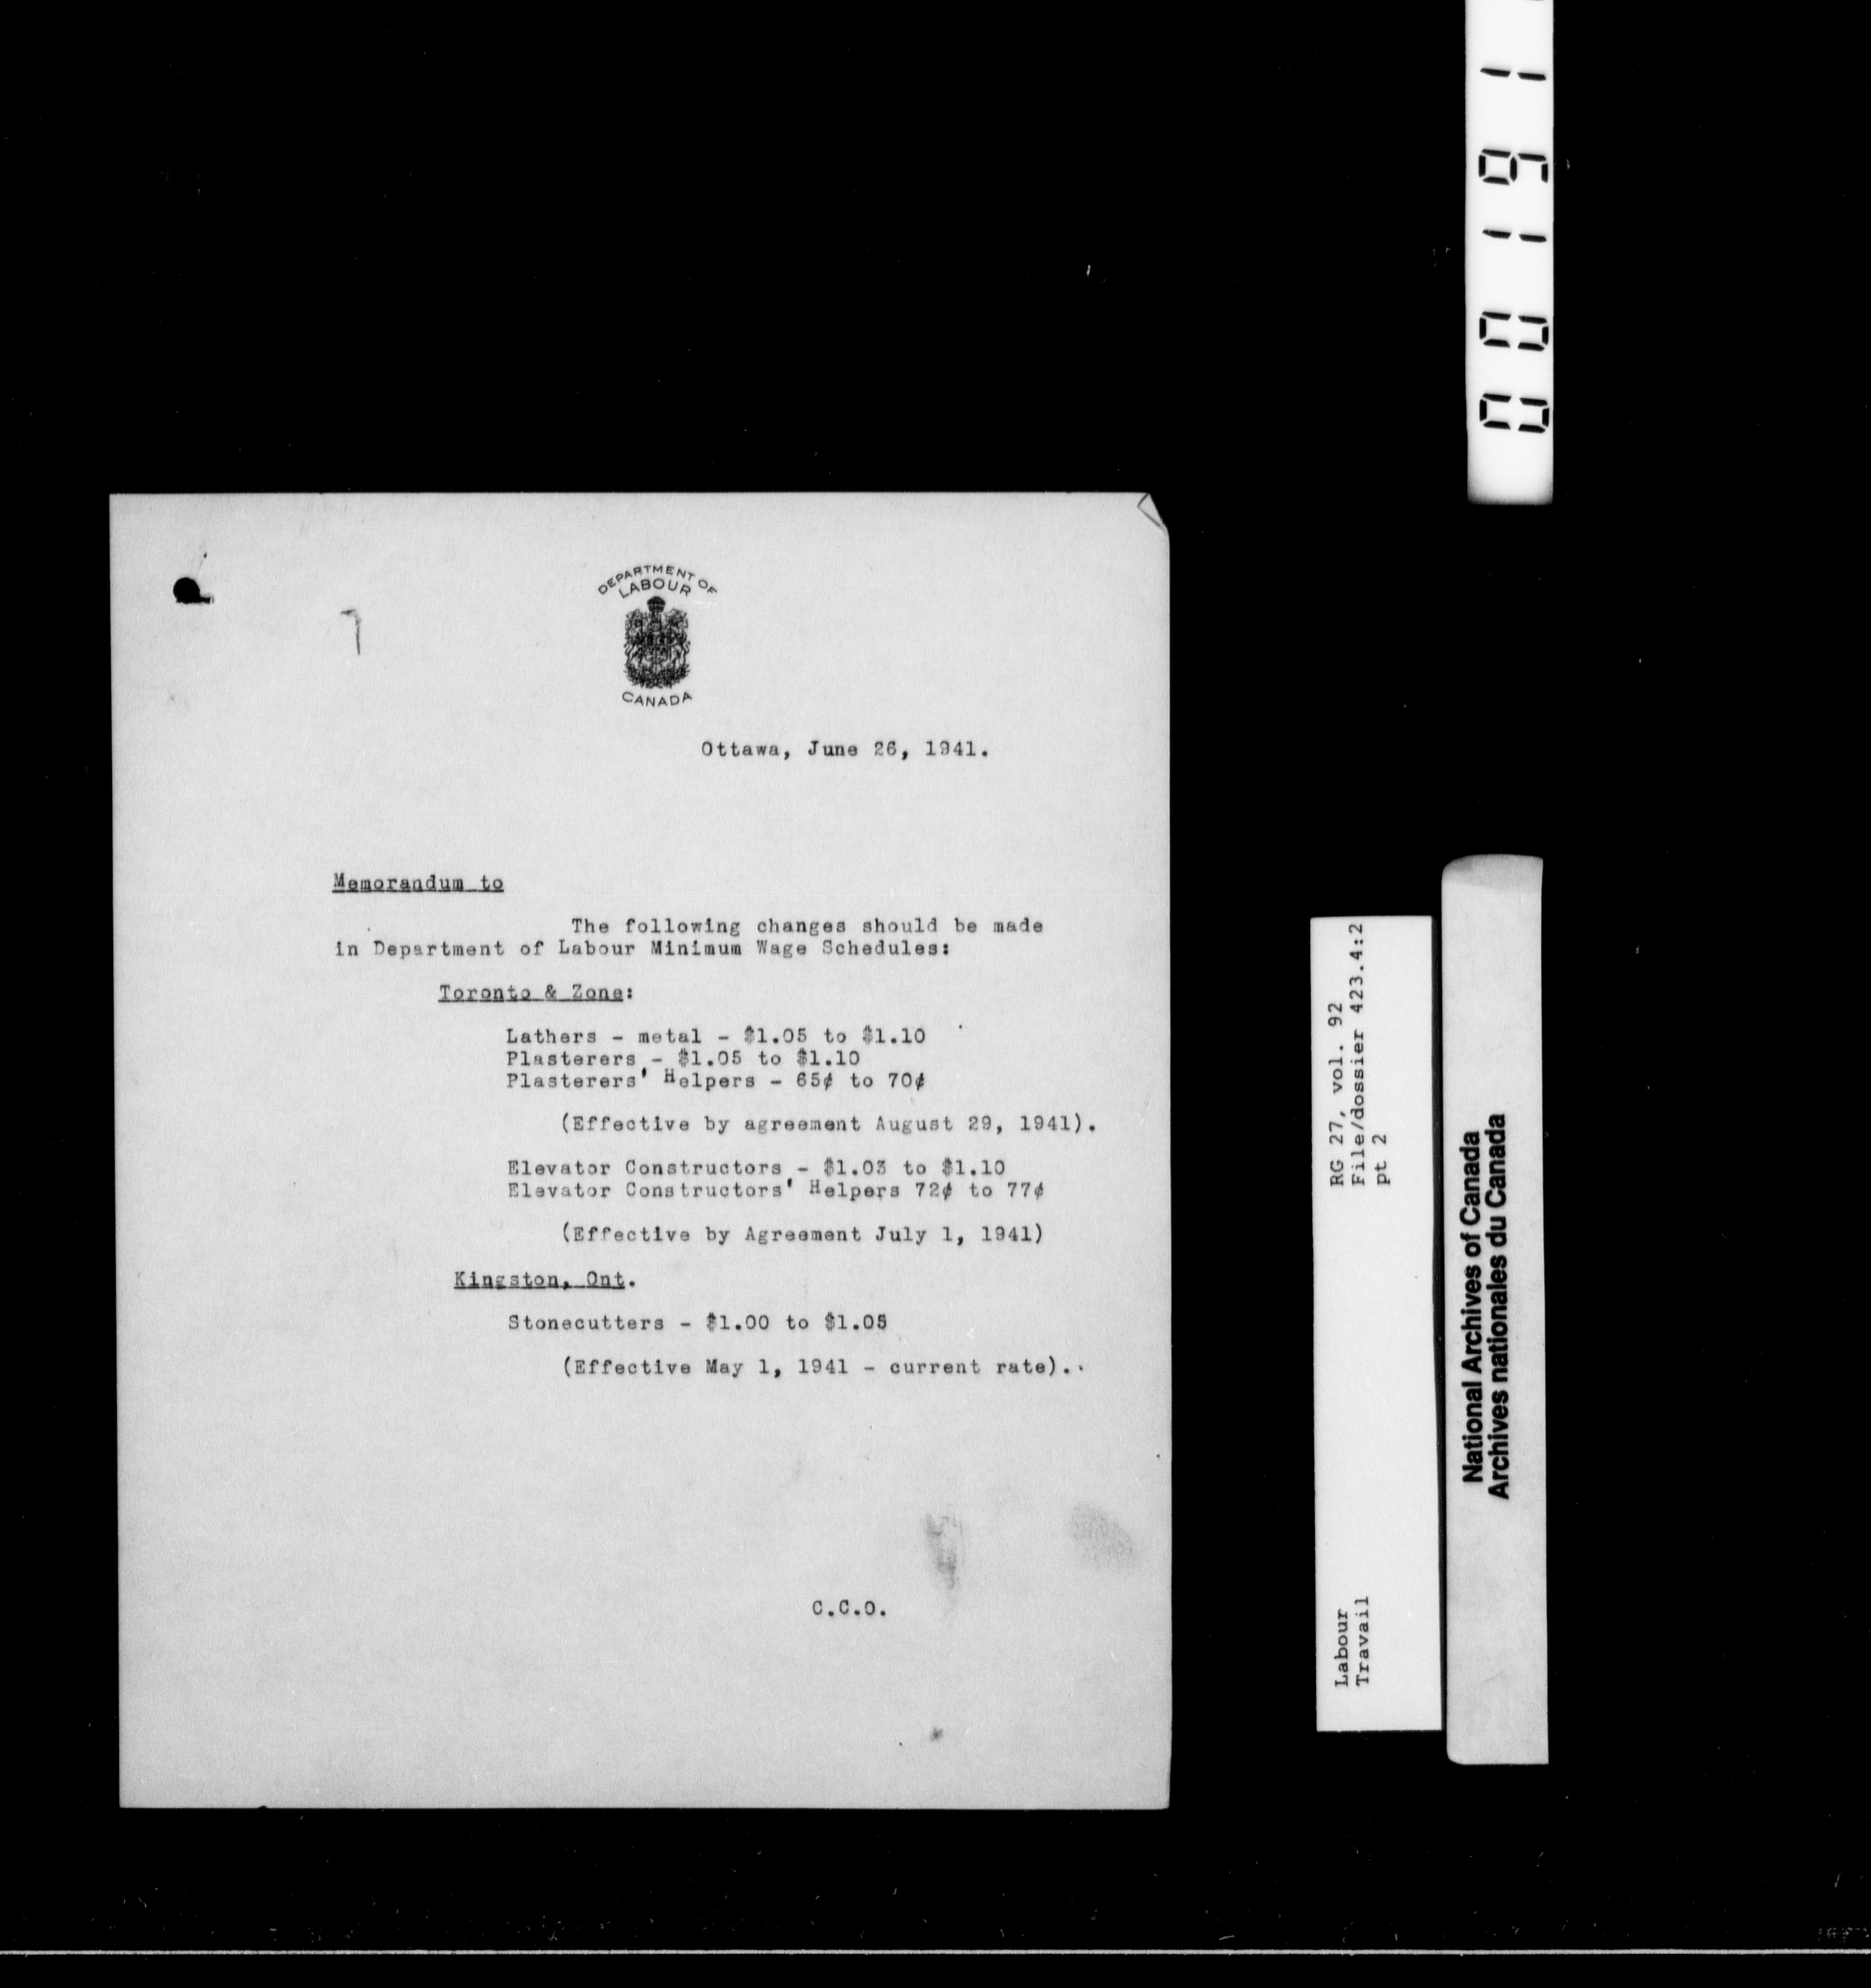 DEPARTMENT OF
LABOUR
CANADA
Ottawa, June 26, 1941.
Memorandum to
The following changes should be made
in Department of Labour Minimum Wage Schedules:
Toronto & Zone:
Lathers - metal - $1.05 to $1.10
Plasterers - $1.05 to $1.10
Plasterers' Helpers - 65¢ to 70¢
(Effective by agreement August 29, 1941).
Elevator Constructors - $1.03 to $1.10
Elevator Constructors' Helpers 72¢ to 77¢
(Effective by Agreement July 1, 1941)
Kingston, Ont.
Stonecutters - $1.00 to $1.05
(Effective May 1, 1941 - current rate).
C.C.O.
Labour
Travail
RG 27, vol. 92
File/dossier 423.4:2
pt 2
National Archives of Canada
Archives nationales du Canada
00191